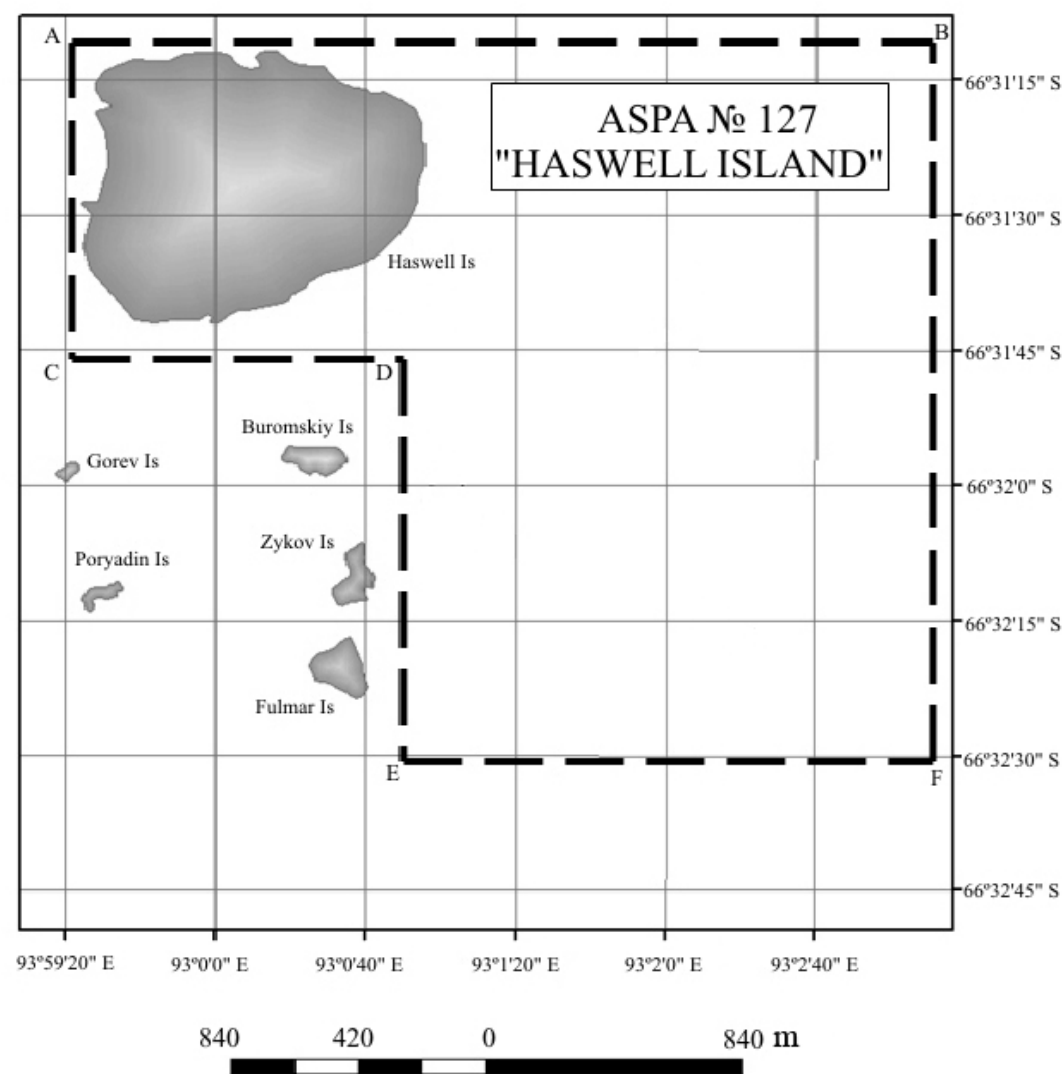 A
B
66º31'15" S
ASPA № 127
"HASWELL ISLAND"
66º31'30" S
Haswell Is
66º31'45" S
C
D
Buromskiy Is
Gorev Is
66º32'0" S
Zykov Is
Poryadin Is
66º32'15" S
Fulmar Is
66º32'30" S
E
F
66º32'45" S
93º59'20" E 93º0'0" E 93º0'40" E 93º1'20" E 93º2'0" E 93º2'40" E
840 420 0 840 m